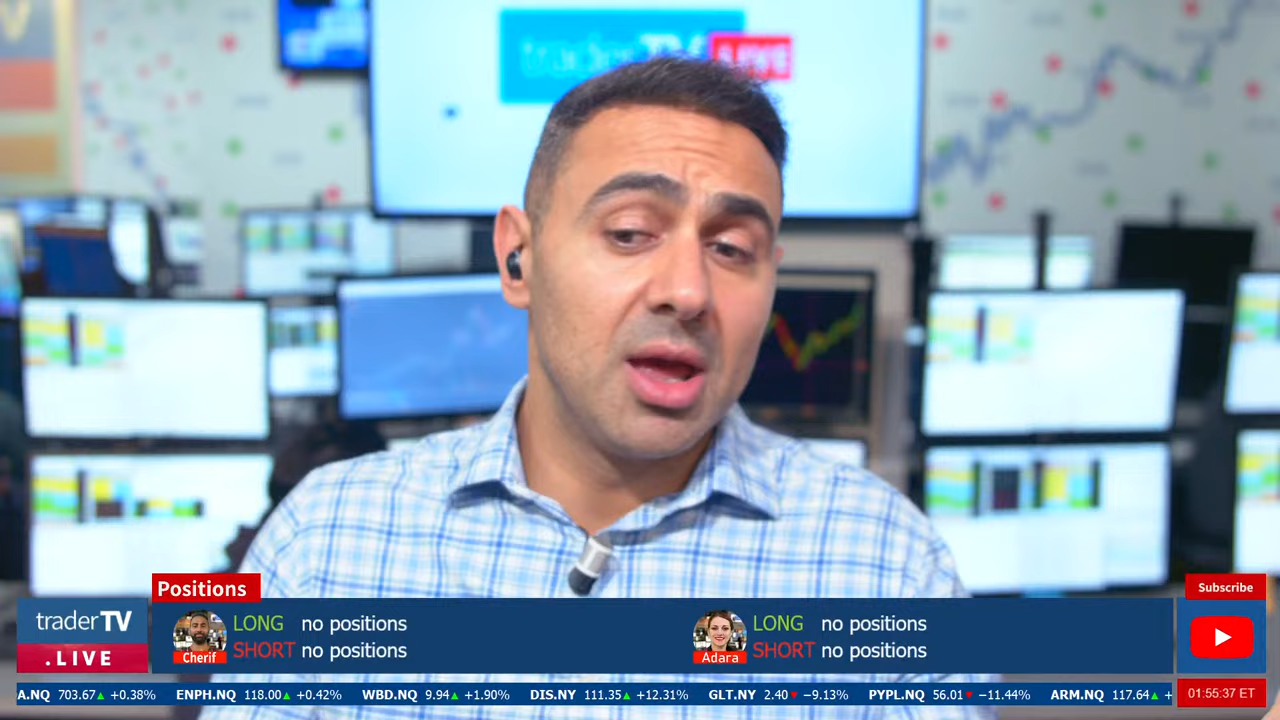 traderTV LIVE
Positions
Subscribe
traderTV
.LIVE
LONG no positions
SHORT no positions
Cherif
LONG no positions
SHORT no positions
Adara
A.NQ 703.67▲ +0.38% ENPH.NQ 118.00▲ +0.42% WBD.NQ 9.94▲ +1.90% DIS.NY 111.35▲ +12.31% GLT.NY 2.40▼ −9.13% PYPL.NQ 56.01▼ −11.44% ARM.NQ 117.64▲ +
01:55:37 ET